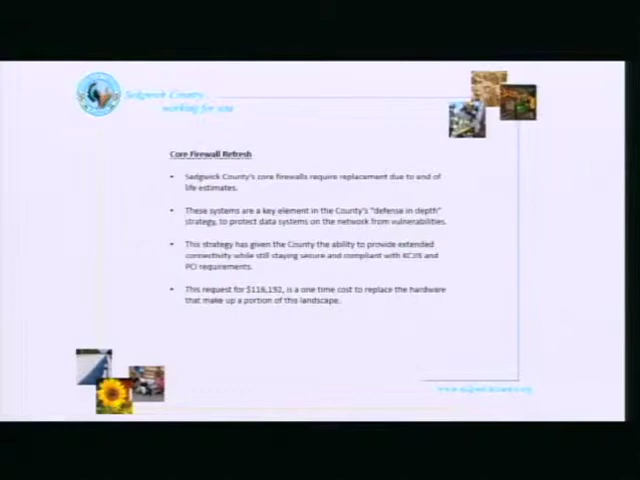 Sedgwick County...
working for you
Core Firewall Refresh
• Sedgwick County's core firewalls require replacement due to end of
life estimates.
• These systems are a key element in the County's "defense in depth"
strategy, to protect data systems on the network from vulnerabilities.
• This strategy has given the County the ability to provide extended
connectivity while still staying secure and compliant with KCJIS and
PCI requirements.
• This request for $116,192, is a one time cost to replace the hardware
that make up a portion of this landscape.